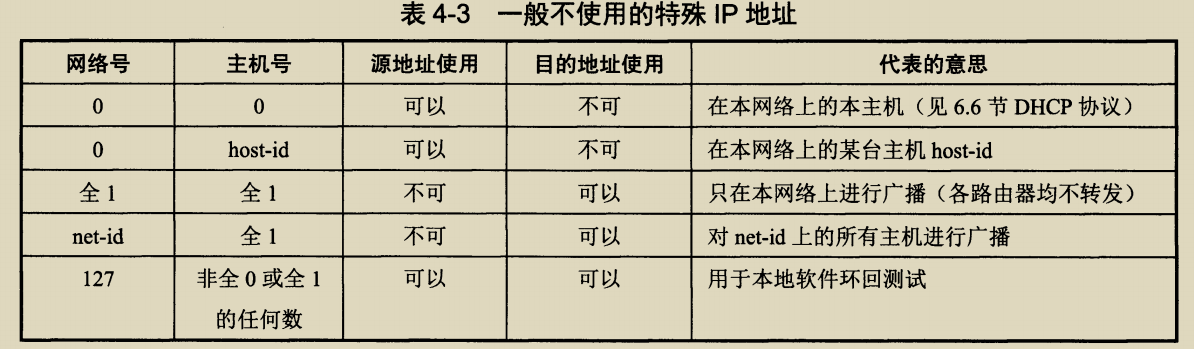 表 4-3 一般不使用的特殊 IP 地址
网络号 主机号 源地址使用 目的地址使用 代表的意思
0 0 可以 不可 在本网络上的本主机（见 6.6 节 DHCP 协议）
0 host-id 可以 不可 在本网络上的某台主机 host-id
全 1 全 1 不可 可以 只在本网络上进行广播（各路由器均不转发）
net-id 全 1 不可 可以 对 net-id 上的所有主机进行广播
127 非全 0 或全 1 可以 可以 用于本地软件环回测试
的任何数